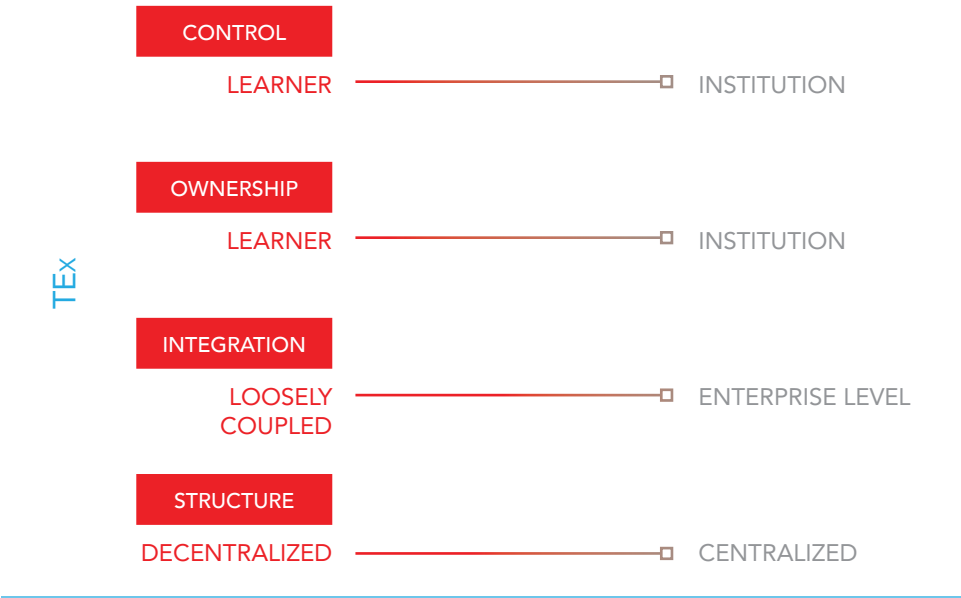 CONTROL
LEARNER INSTITUTION
OWNERSHIP
LEARNER INSTITUTION
TEx
INTEGRATION
LOOSELY ENTERPRISE LEVEL
COUPLED
STRUCTURE
DECENTRALIZED CENTRALIZED